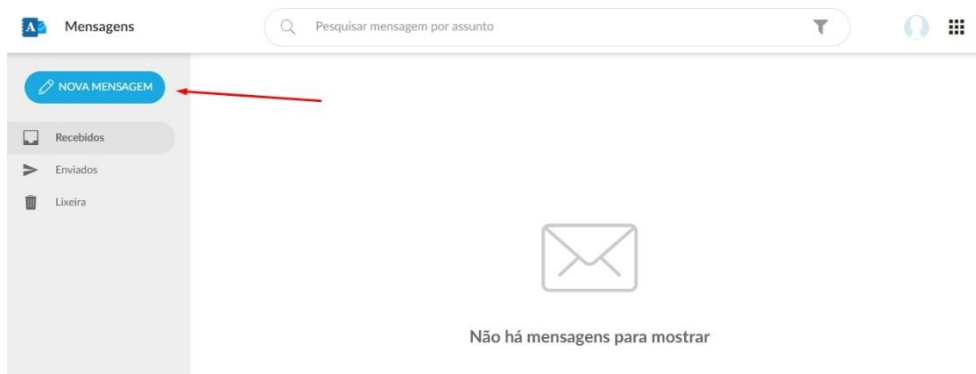 Mensagens
Pesquisar mensagem por assunto
NOVA MENSAGEM
Recebidos
Enviados
Lixeira
Não há mensagens para mostrar